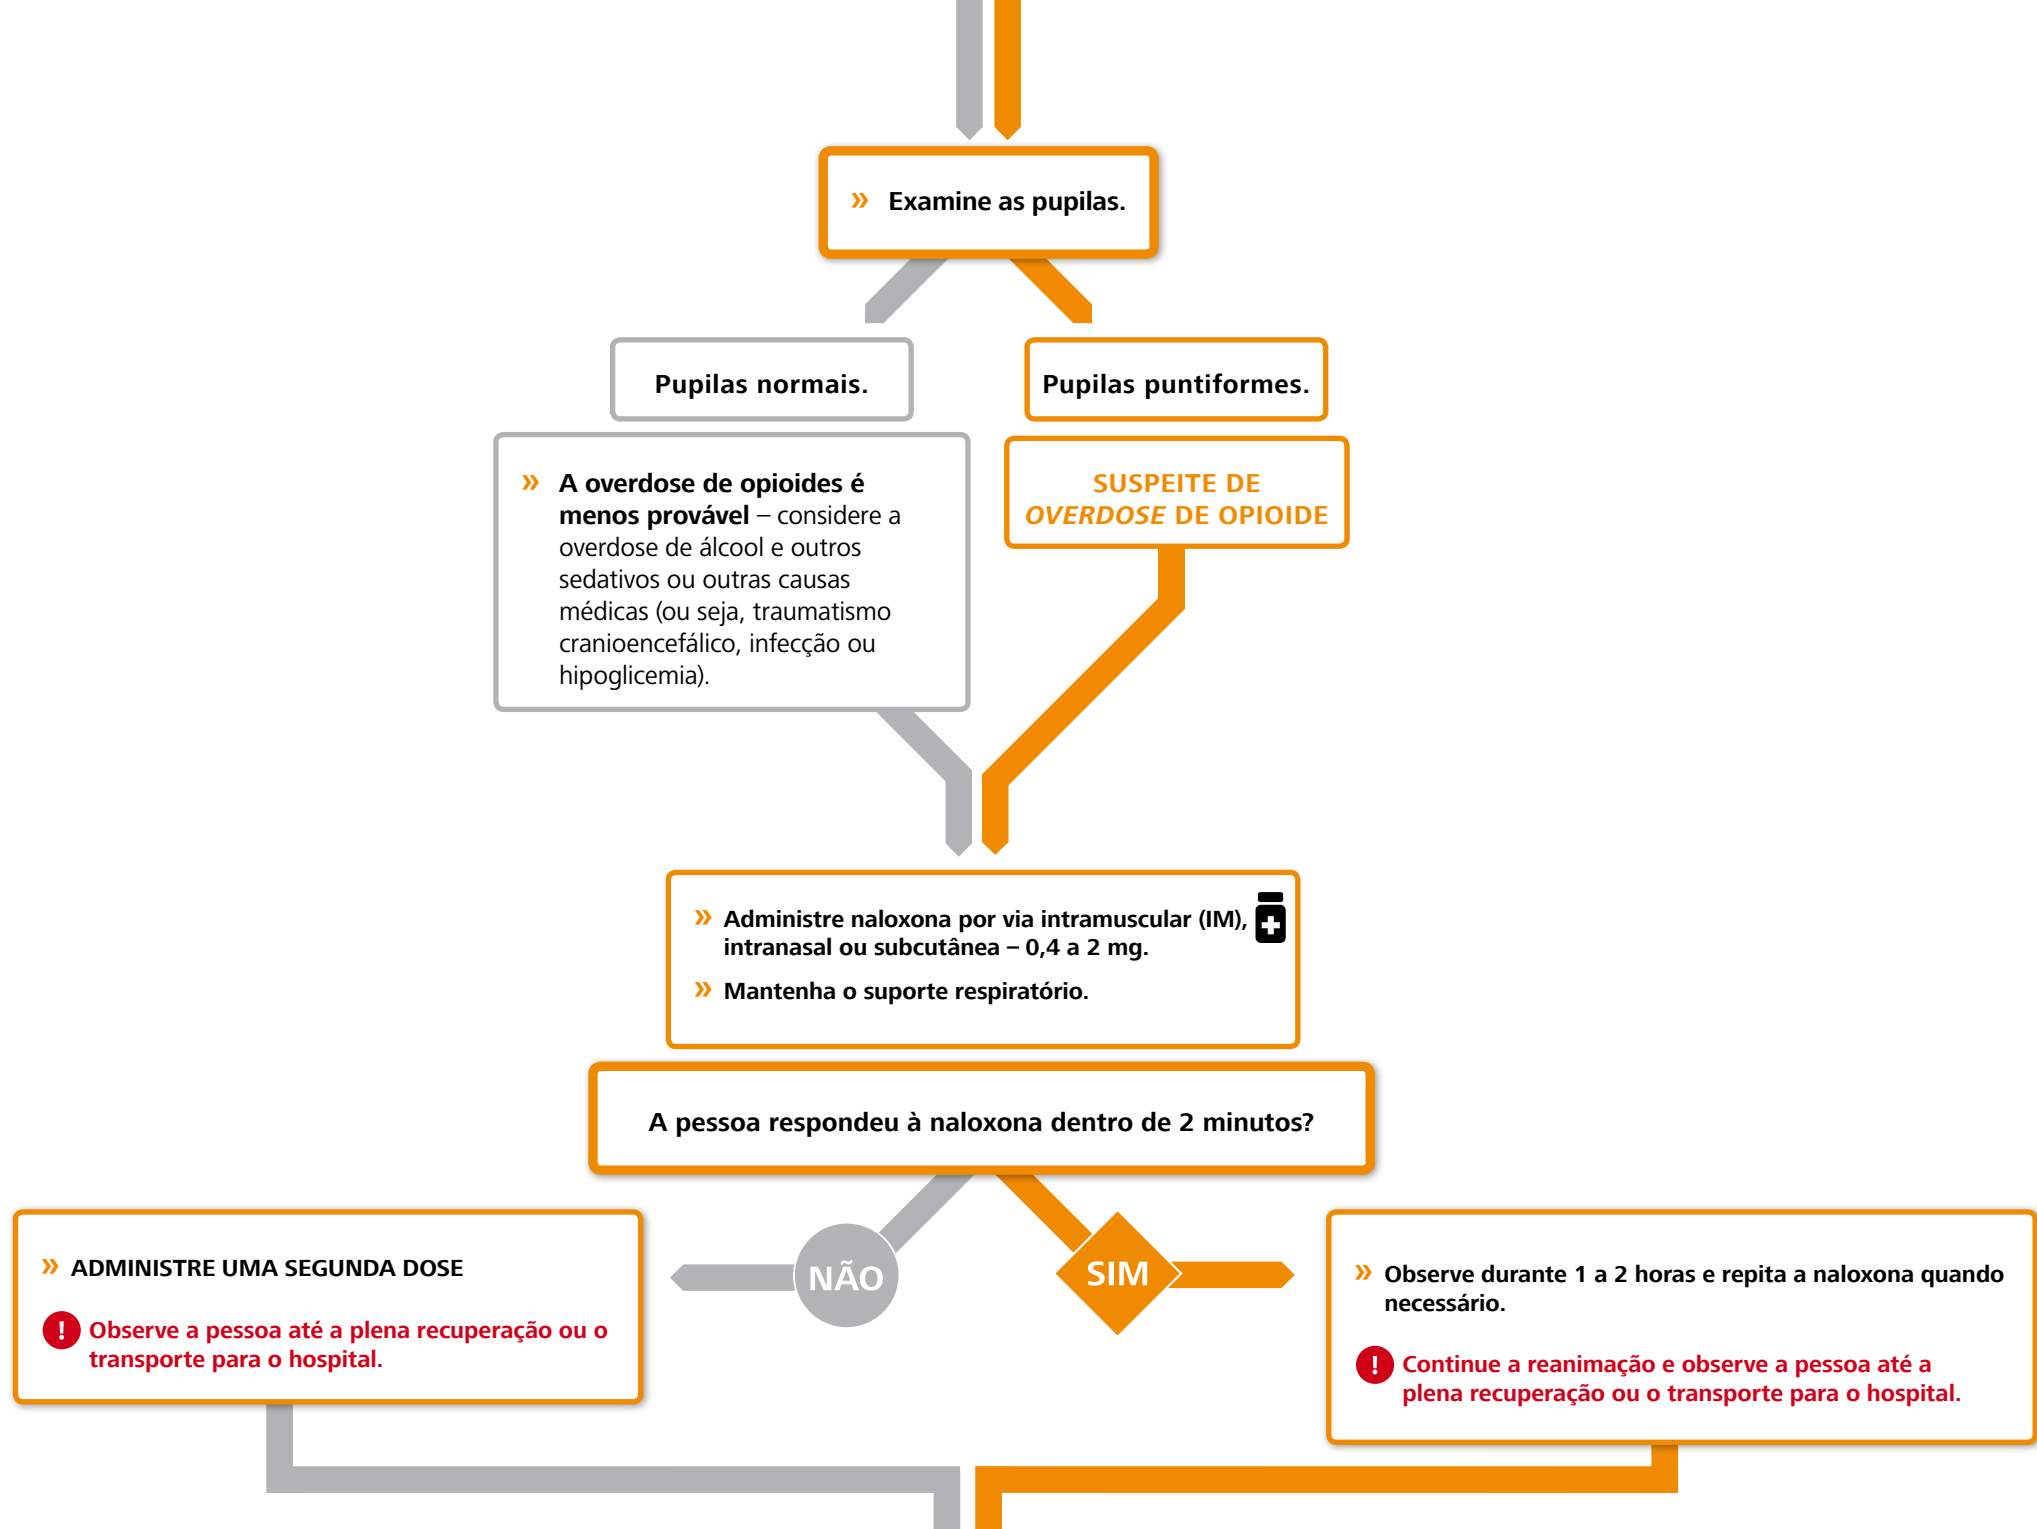 » Examine as pupilas.
Pupilas normais.
Pupilas puntiformes.
» A overdose de opioides é
menos provável – considere a
overdose de álcool e outros
sedativos ou outras causas
médicas (ou seja, traumatismo
cranioencefálico, infecção ou
hipoglicemia).
SUSPEITE DE
OVERDOSE DE OPIOIDE
» Administre naloxona por via intramuscular (IM),
intranasal ou subcutânea – 0,4 a 2 mg.
» Mantenha o suporte respiratório.
A pessoa respondeu à naloxona dentro de 2 minutos?
NÃO
SIM
» ADMINISTRE UMA SEGUNDA DOSE
! Observe a pessoa até a plena recuperação ou o
transporte para o hospital.
» Observe durante 1 a 2 horas e repita a naloxona quando
necessário.
! Continue a reanimação e observe a pessoa até a
plena recuperação ou o transporte para o hospital.